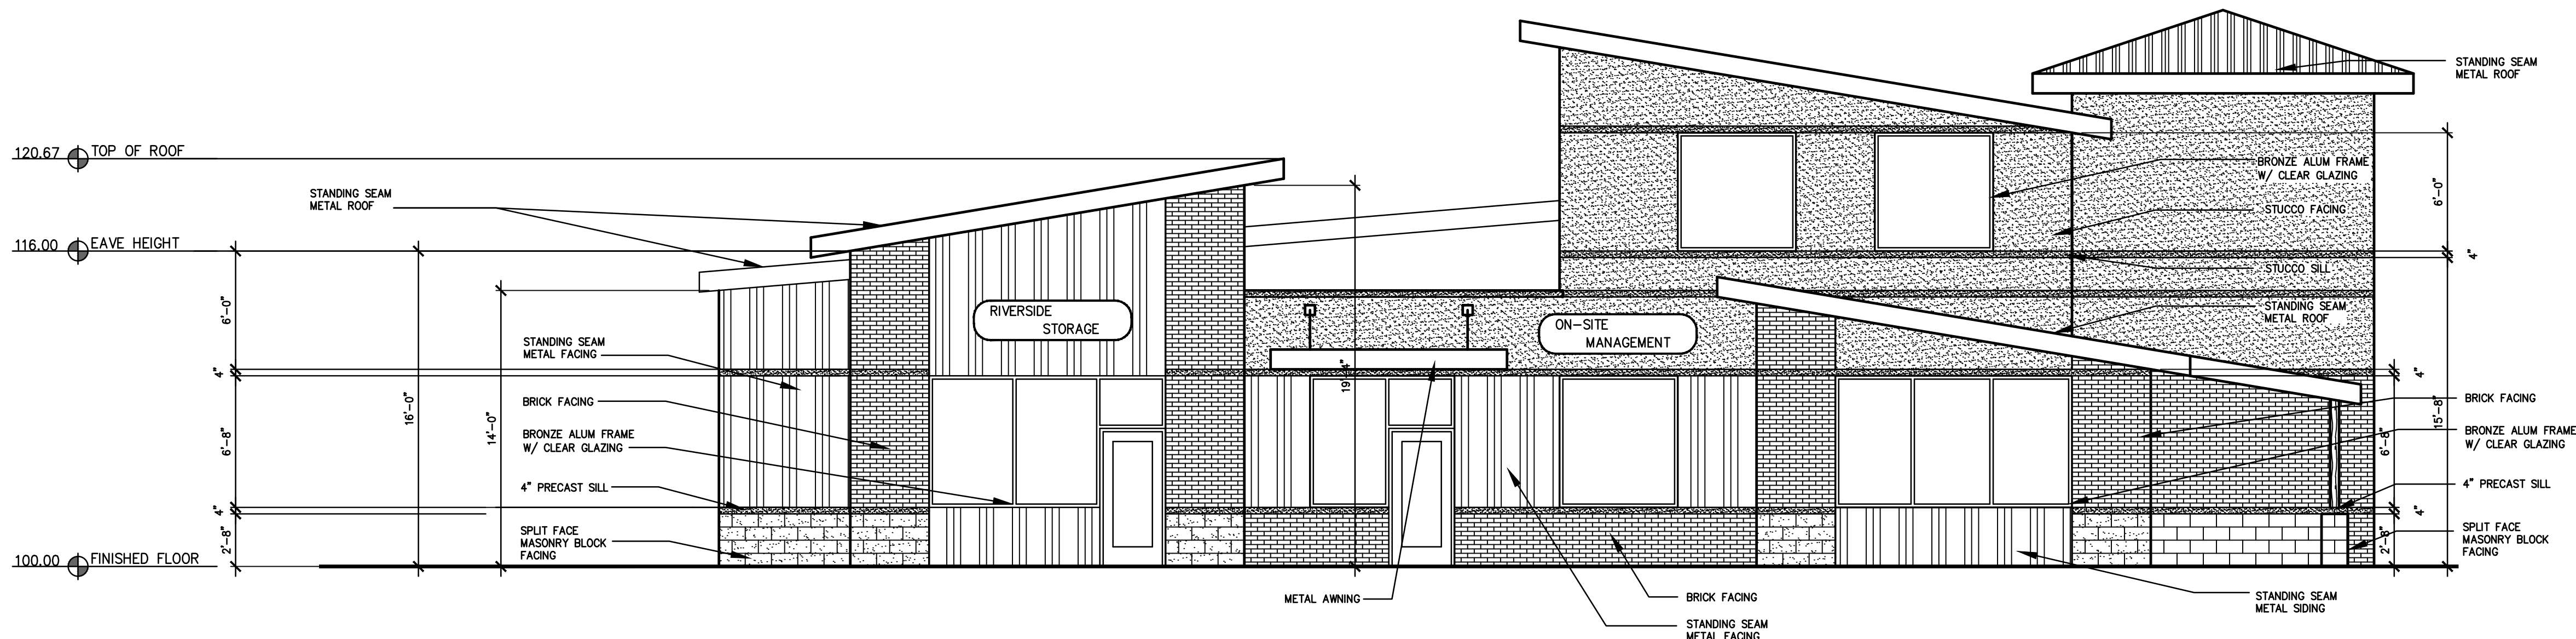 120.67 TOP OF ROOF
116.00 EAVE HEIGHT
100.00 FINISHED FLOOR
6'-0"
4"
6'-8"
4"
2'-8"
16'-0"
14'-0"
STANDING SEAM
METAL ROOF
STANDING SEAM
METAL FACING
BRICK FACING
BRONZE ALUM FRAME
W/ CLEAR GLAZING
4" PRECAST SILL
SPLIT FACE
MASONRY BLOCK
FACING
RIVERSIDE
STORAGE
19'-4"
ON-SITE
MANAGEMENT
METAL AWNING
BRICK FACING
STANDING SEAM
METAL FACING
STANDING SEAM
METAL SIDING
STANDING SEAM
METAL ROOF
BRONZE ALUM FRAME
W/ CLEAR GLAZING
STUCCO FACING
STUCCO SILL
STANDING SEAM
METAL ROOF
6'-0"
4"
15'-8"
4"
6'-8"
4"
2'-8"
BRICK FACING
BRONZE ALUM FRAME
W/ CLEAR GLAZING
4" PRECAST SILL
SPLIT FACE
MASONRY BLOCK
FACING